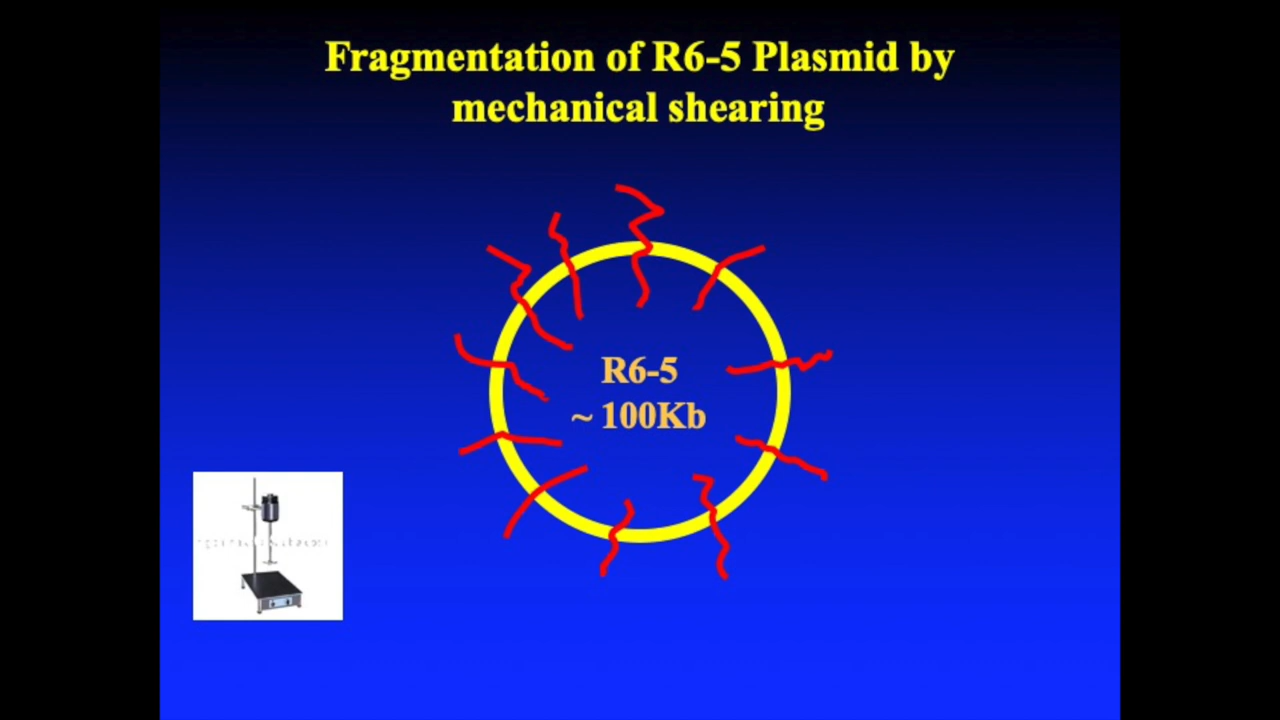 Fragmentation of R6-5 Plasmid by
mechanical shearing
R6-5
~ 100Kb